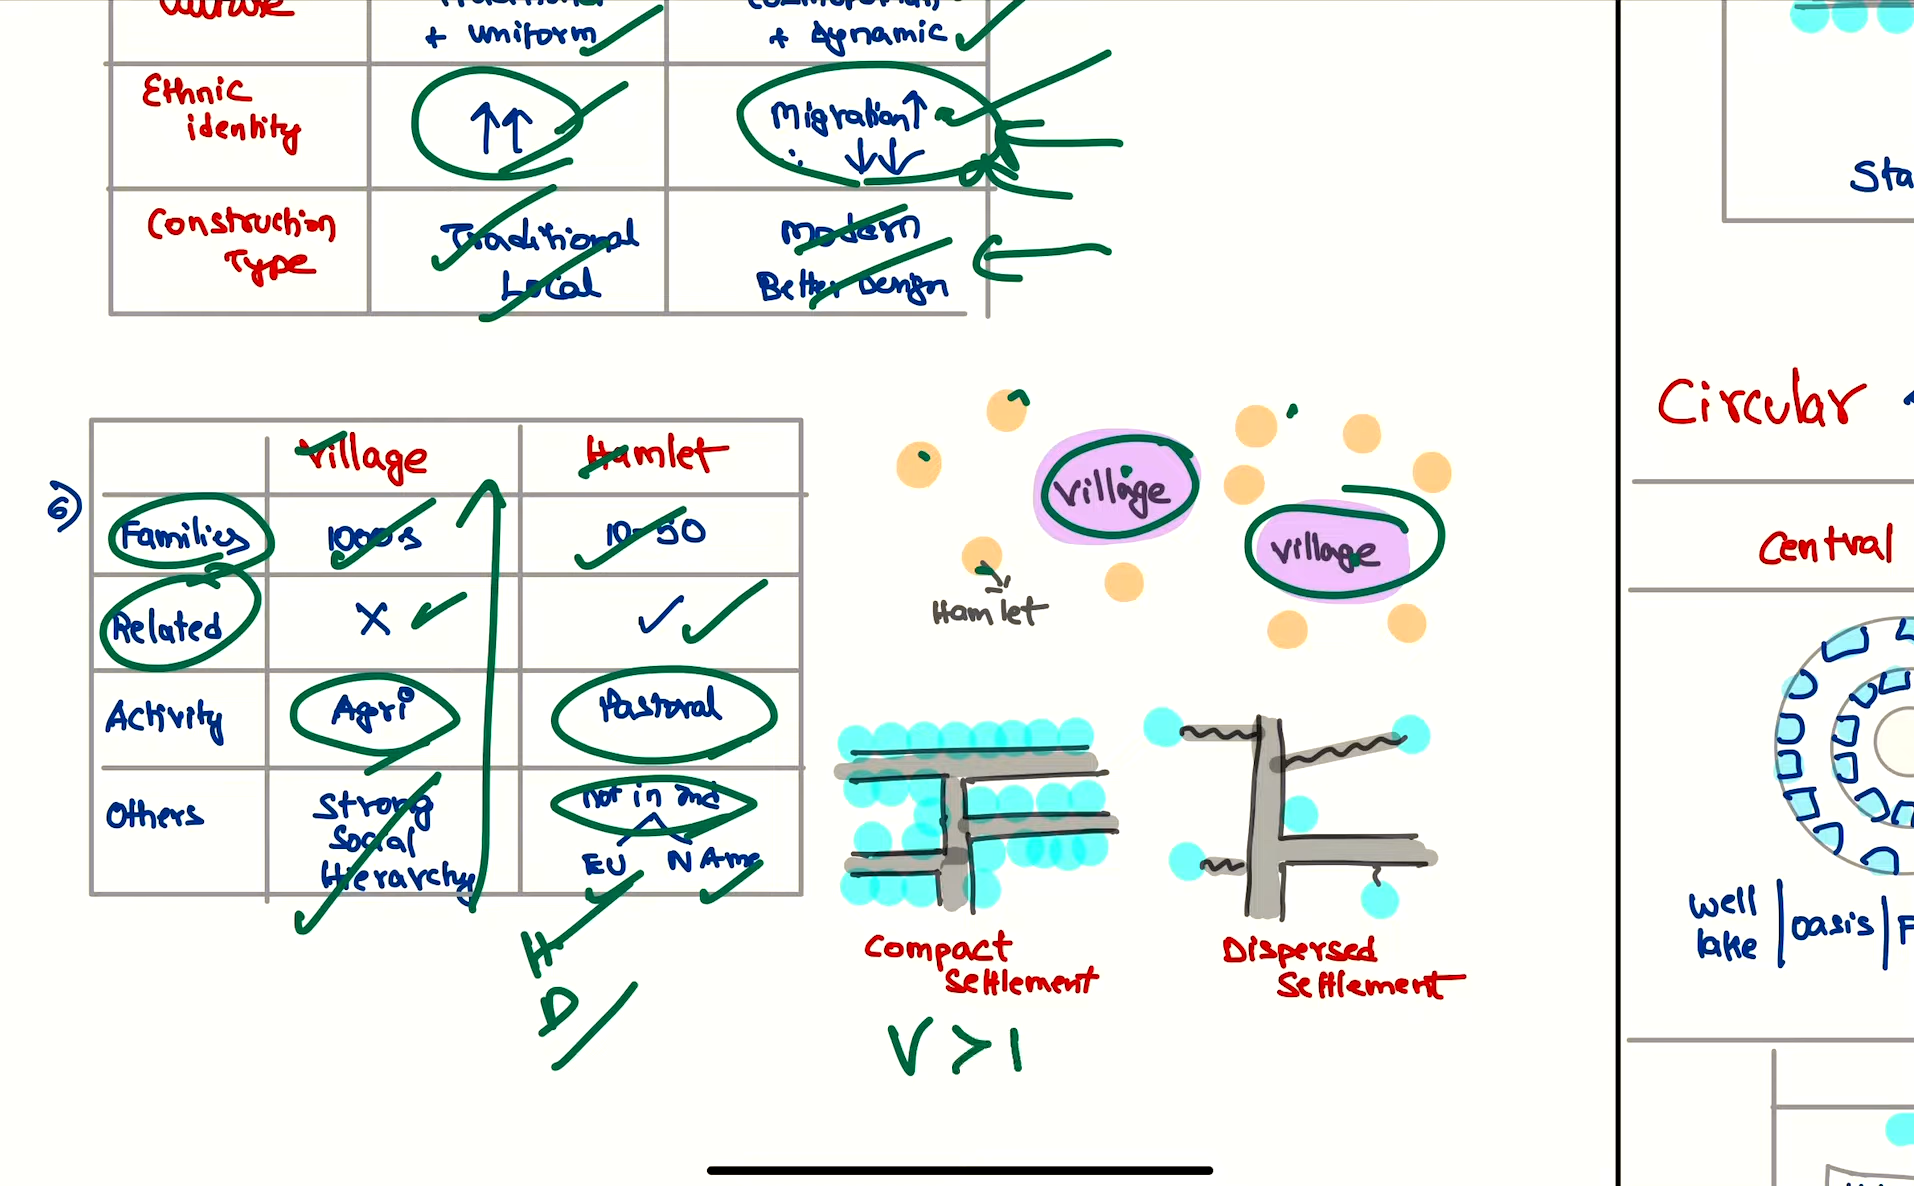 + uniform
+ Dynamic
Ethnic
identity
↑↑
Migration↑
∴ ↓↓
Construction
Type
Traditional
Local
Modern
Better Design
6)
Village
Hamlet
Families
1000s
10-50
Related
X
✓
Activity
Agri
Pastoral
Others
Strong
Social
Hierarchy
Not in Ind
EU
N Ame
H
D
Village
Village
Hamlet
Compact
Settlement
V > 1
Dispersed
Settlement
Sta
Circular
Central
well
lake
oasis
F